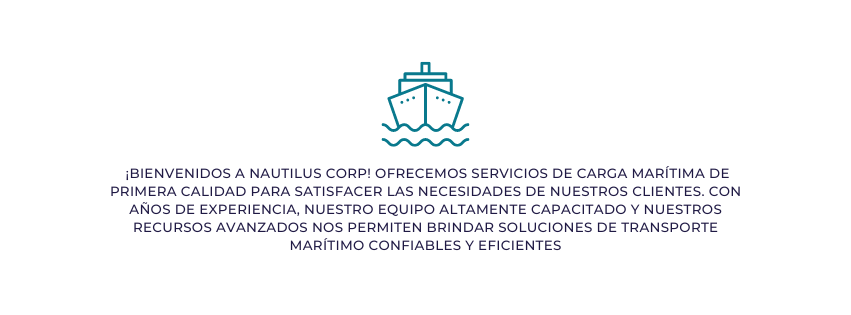 ¡BIENVENIDOS A NAUTILUS CORP! OFRECEMOS SERVICIOS DE CARGA MARÍTIMA DE
PRIMERA CALIDAD PARA SATISFACER LAS NECESIDADES DE NUESTROS CLIENTES. CON
AÑOS DE EXPERIENCIA, NUESTRO EQUIPO ALTAMENTE CAPACITADO Y NUESTROS
RECURSOS AVANZADOS NOS PERMITEN BRINDAR SOLUCIONES DE TRANSPORTE
MARÍTIMO CONFIABLES Y EFICIENTES